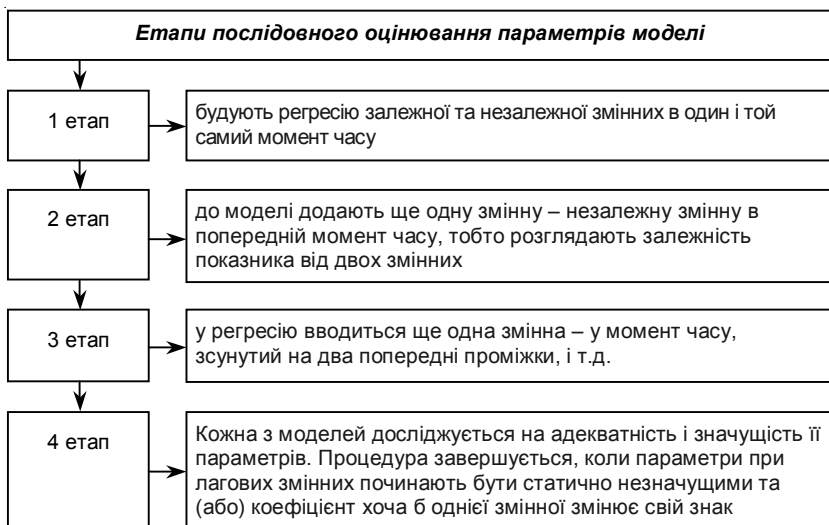 Етапи послідовного оцінювання параметрів моделі
1 етап
будують регресію залежної та незалежної змінних в один і той
самий момент часу
2 етап
до моделі додають ще одну змінну – незалежну змінну в
попередній момент часу, тобто розглядають залежність
показника від двох змінних
3 етап
у регресію вводиться ще одна змінна – у момент часу,
зсунутий на два попередні проміжки, і т.д.
4 етап
Кожна з моделей досліджується на адекватність і значущість її
параметрів. Процедура завершується, коли параметри при
лагових змінних починають бути статично незначущими та
(або) коефіцієнт хоча б однієї змінної змінює свій знак